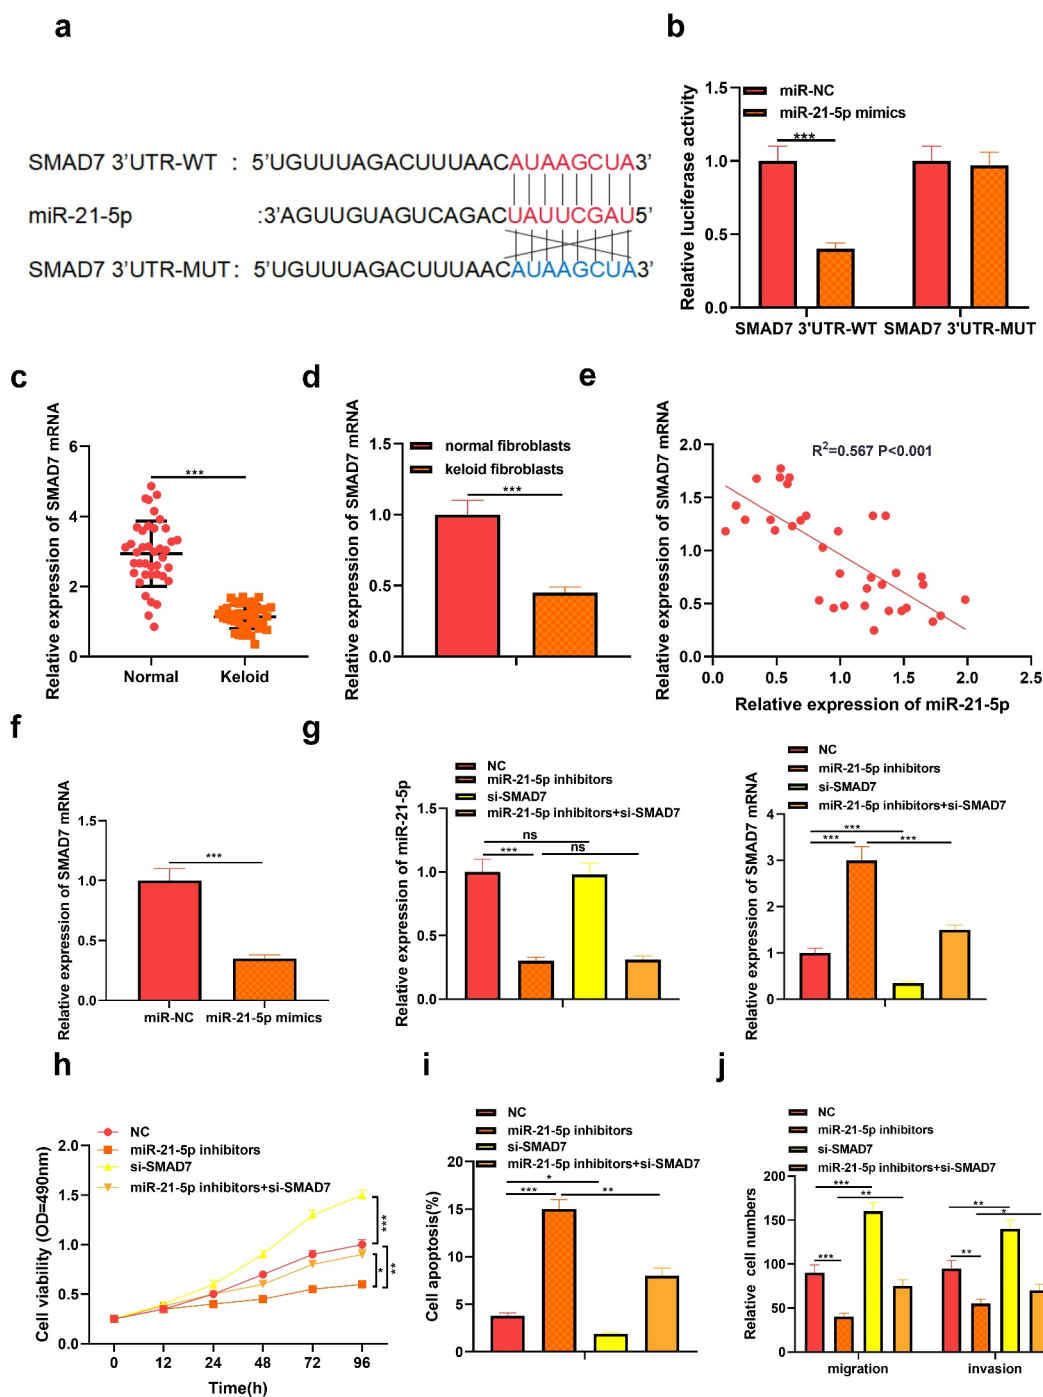 a
SMAD7 3'UTR-WT : 5'UGUUUAGACUUUAACAUAAGCUA3'
miR-21-5p :3'AGUUGUAGUCAGACUAUUCGAU5'
SMAD7 3'UTR-MUT: 5'UGUUUAGACUUUAACAUAAGCUA3'
b
Relative luciferase activity
miR-NC
miR-21-5p mimics
***
1.5
1.0
0.5
0.0
SMAD7 3'UTR-WT SMAD7 3'UTR-MUT
c
Relative expression of SMAD7 mRNA
6
4
2
0
***
Normal Keloid
d
Relative expression of SMAD7 mRNA
1.5
1.0
0.5
0.0
normal fibroblasts
keloid fibroblasts
***
e
Relative expression of SMAD7 mRNA
2.0
1.5
1.0
0.5
0.0
R²=0.567 P<0.001
0.0 0.5 1.0 1.5 2.0 2.5
Relative expression of miR-21-5p
f
Relative expression of SMAD7 mRNA
1.5
1.0
0.5
0.0
***
miR-NC miR-21-5p mimics
g
Relative expression of miR-21-5p
NC
miR-21-5p inhibitors
si-SMAD7
miR-21-5p inhibitors+si-SMAD7
1.5
1.0
0.5
0.0
ns
*** ns
Relative expression of SMAD7 mRNA
NC
miR-21-5p inhibitors
si-SMAD7
miR-21-5p inhibitors+si-SMAD7
4
3
2
1
0
***
*** ***
h
Cell viability (OD=490nm)
NC
miR-21-5p inhibitors
si-SMAD7
miR-21-5p inhibitors+si-SMAD7
2.0
1.5
1.0
0.5
0.0
***
*
**
0 12 24 48 72 96
Time(h)
i
Cell apoptosis(%)
NC
miR-21-5p inhibitors
si-SMAD7
miR-21-5p inhibitors+si-SMAD7
20
15
10
5
0
*
*** **
j
Relative cell numbers
NC
miR-21-5p inhibitors
si-SMAD7
miR-21-5p inhibitors+si-SMAD7
200
150
100
50
0
*** **
*** ** * **
migration invasion